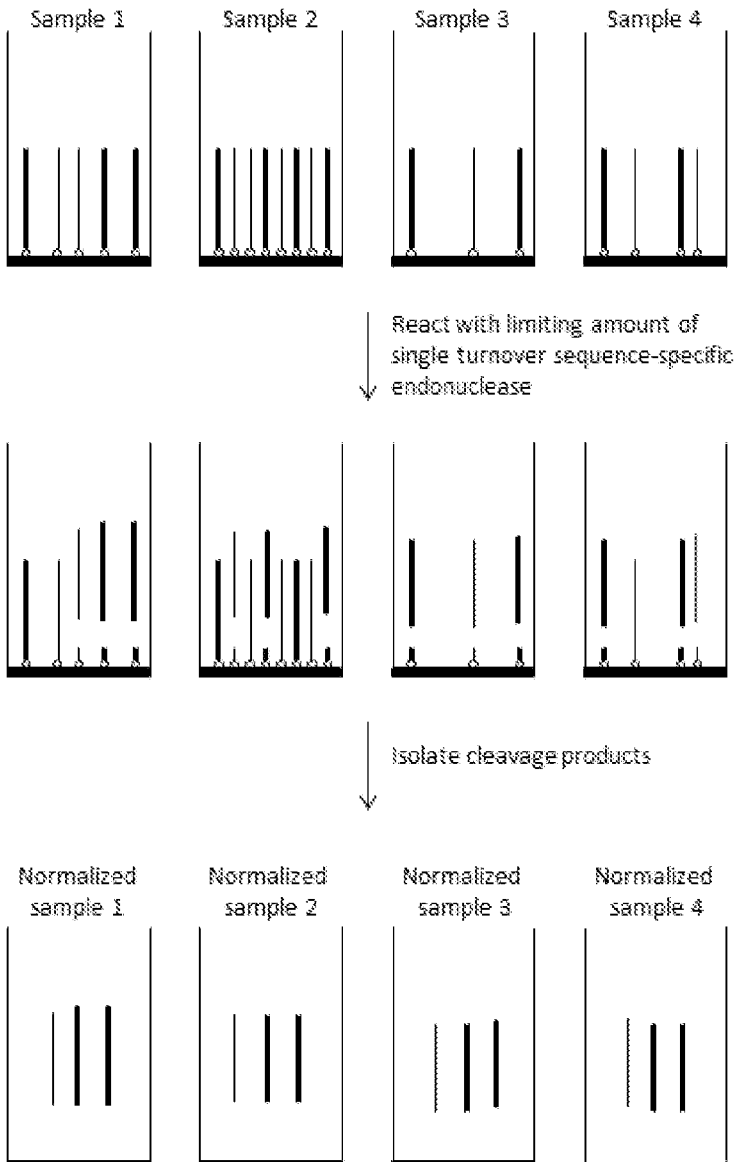 Sample 1
Sample 2
Sample 3
Sample 4
React with limiting amount of
single turnover sequence-specific
endonuclease
Isolate cleavage products
Normalized
sample 1
Normalized
sample 2
Normalized
sample 3
Normalized
sample 4